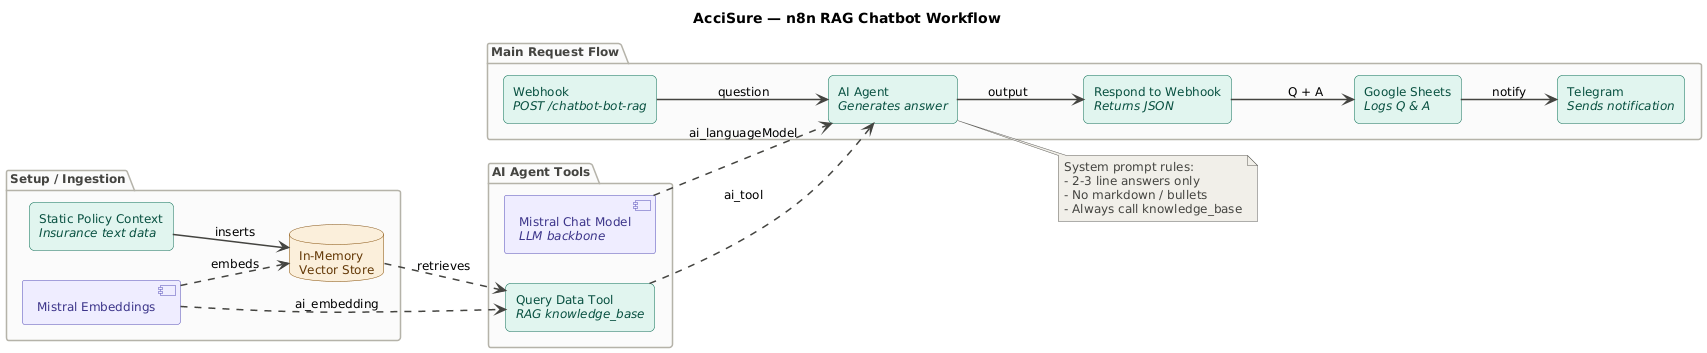 AcciSure — n8n RAG Chatbot Workflow
Main Request Flow
Webhook
POST /chatbot-bot-rag
question
AI Agent
Generates answer
output
Respond to Webhook
Returns JSON
Q + A
Google Sheets
Logs Q & A
notify
Telegram
Sends notification
ai_languageModel
System prompt rules:
- 2-3 line answers only
- No markdown / bullets
- Always call knowledge_base
Setup / Ingestion
Static Policy Context
Insurance text data
inserts
In-Memory
Vector Store
embeds
Mistral Embeddings
retrieves
ai_embedding
AI Agent Tools
Mistral Chat Model
LLM backbone
ai_tool
Query Data Tool
RAG knowledge_base